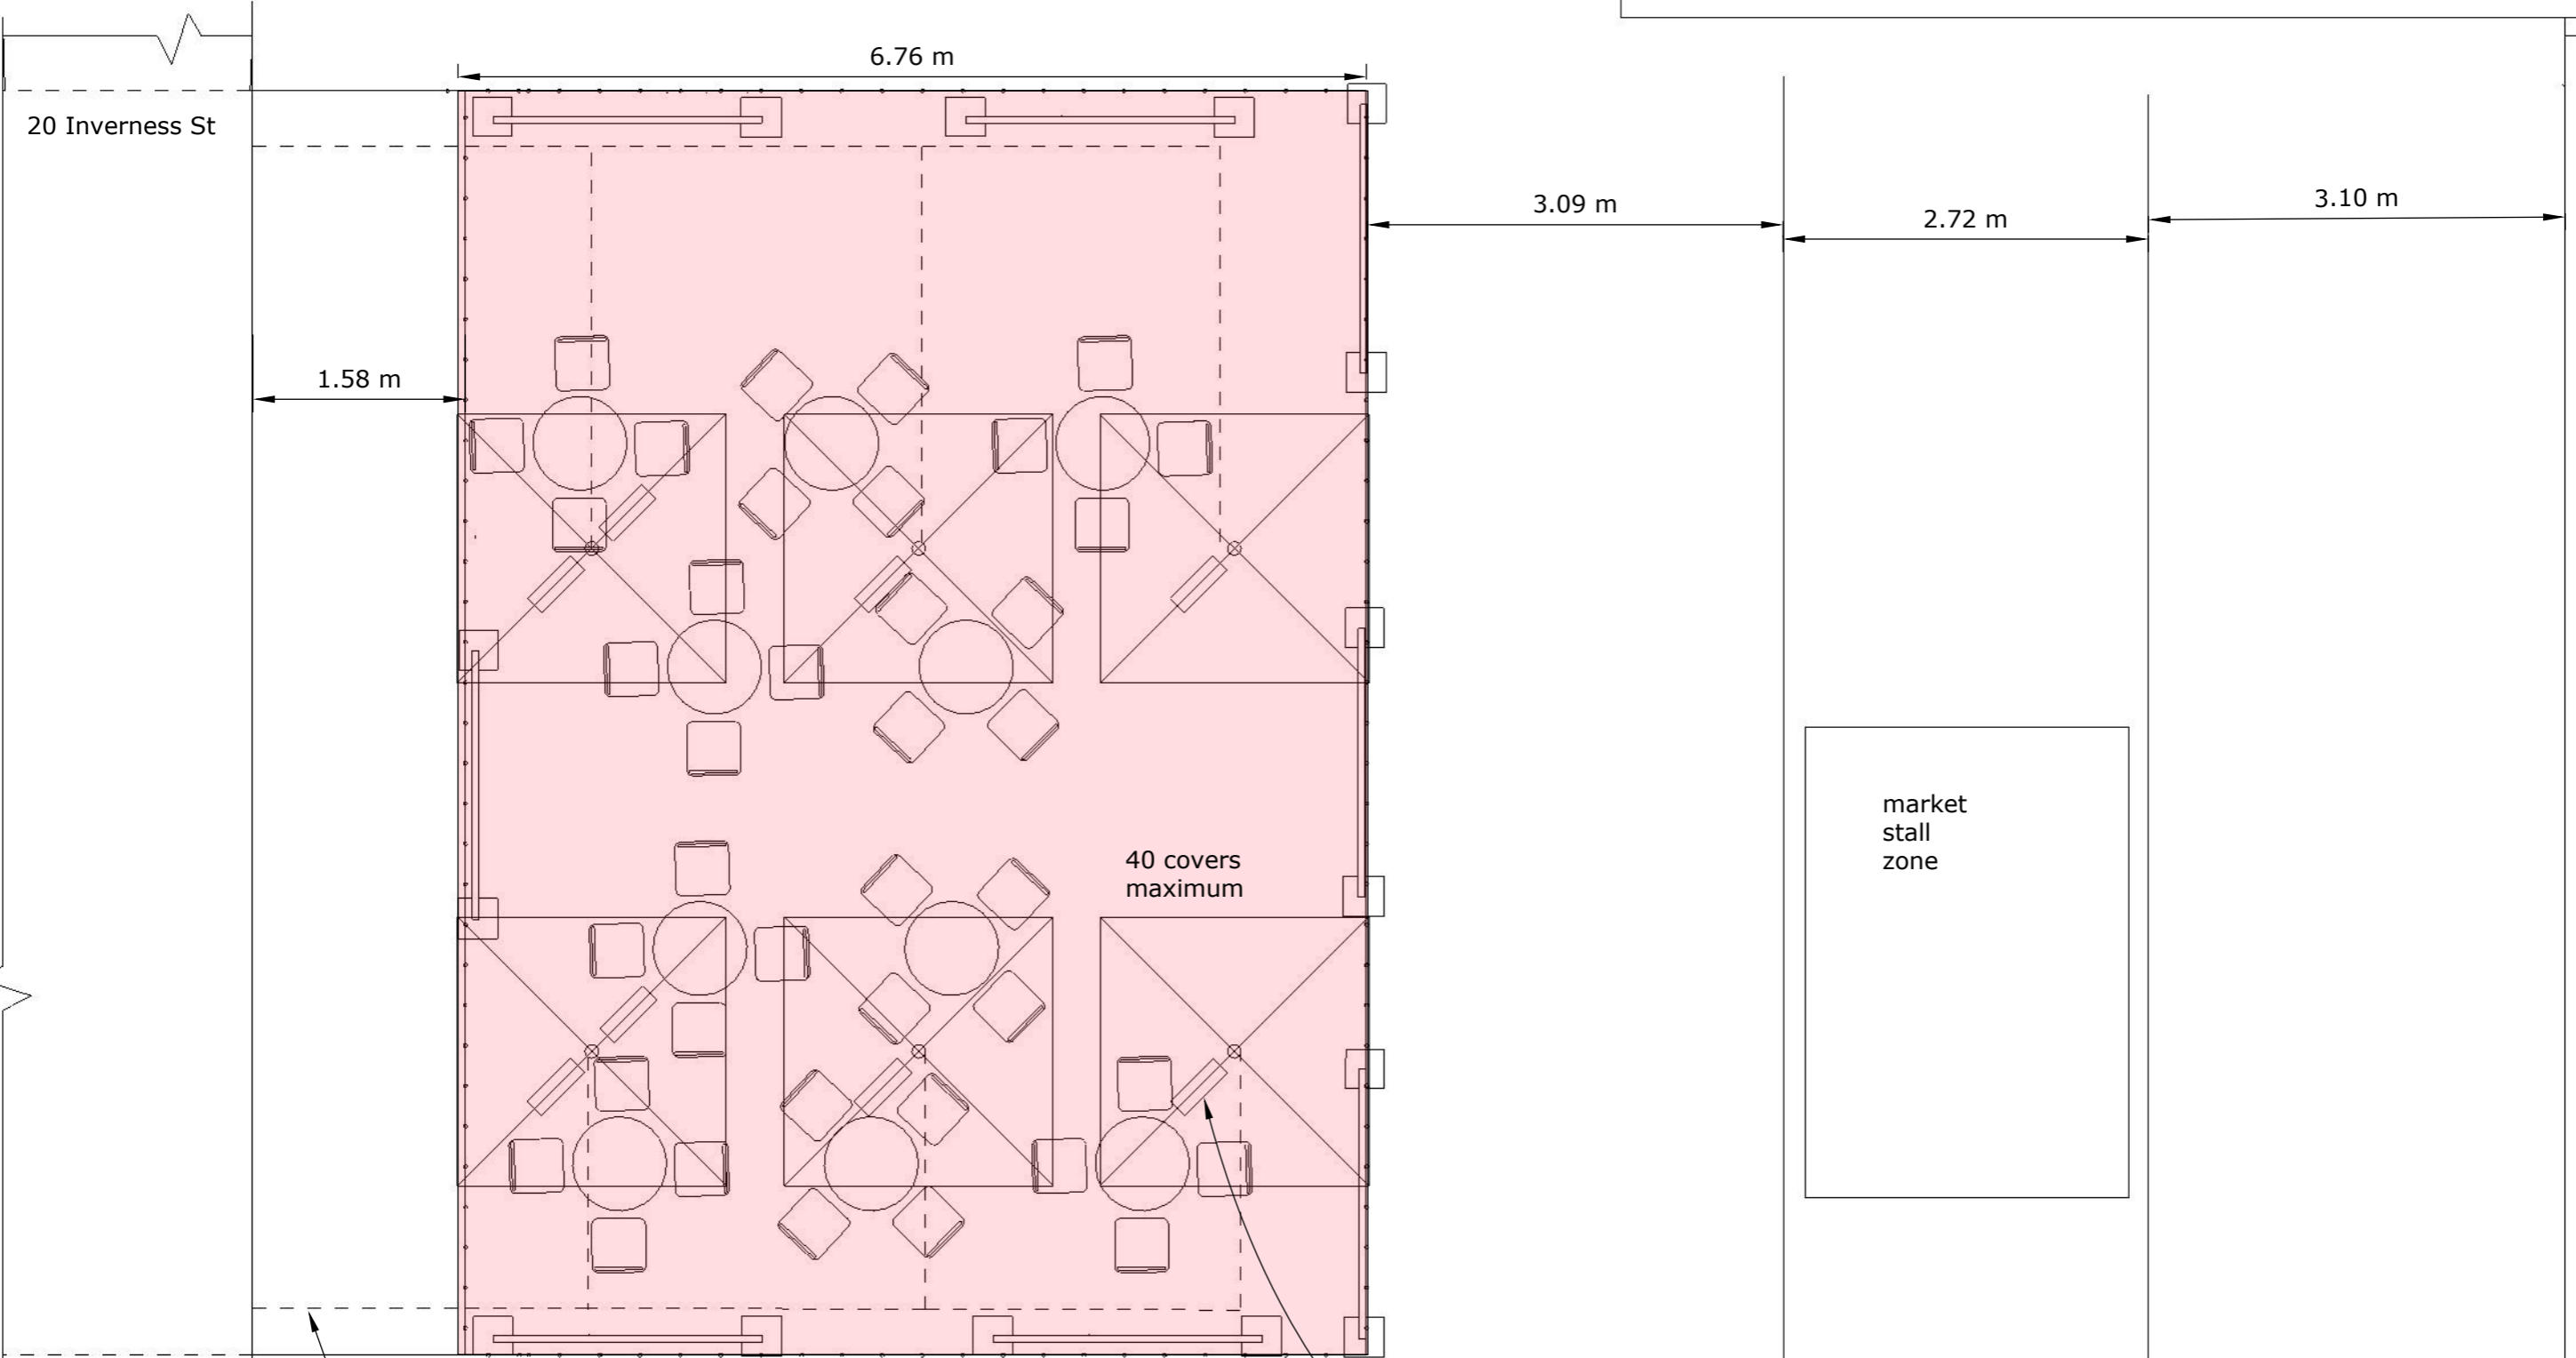 6.76 m
20 Inverness St
3.09 m
2.72 m
3.10 m
1.58 m
market
stall
zone
40 covers
maximum